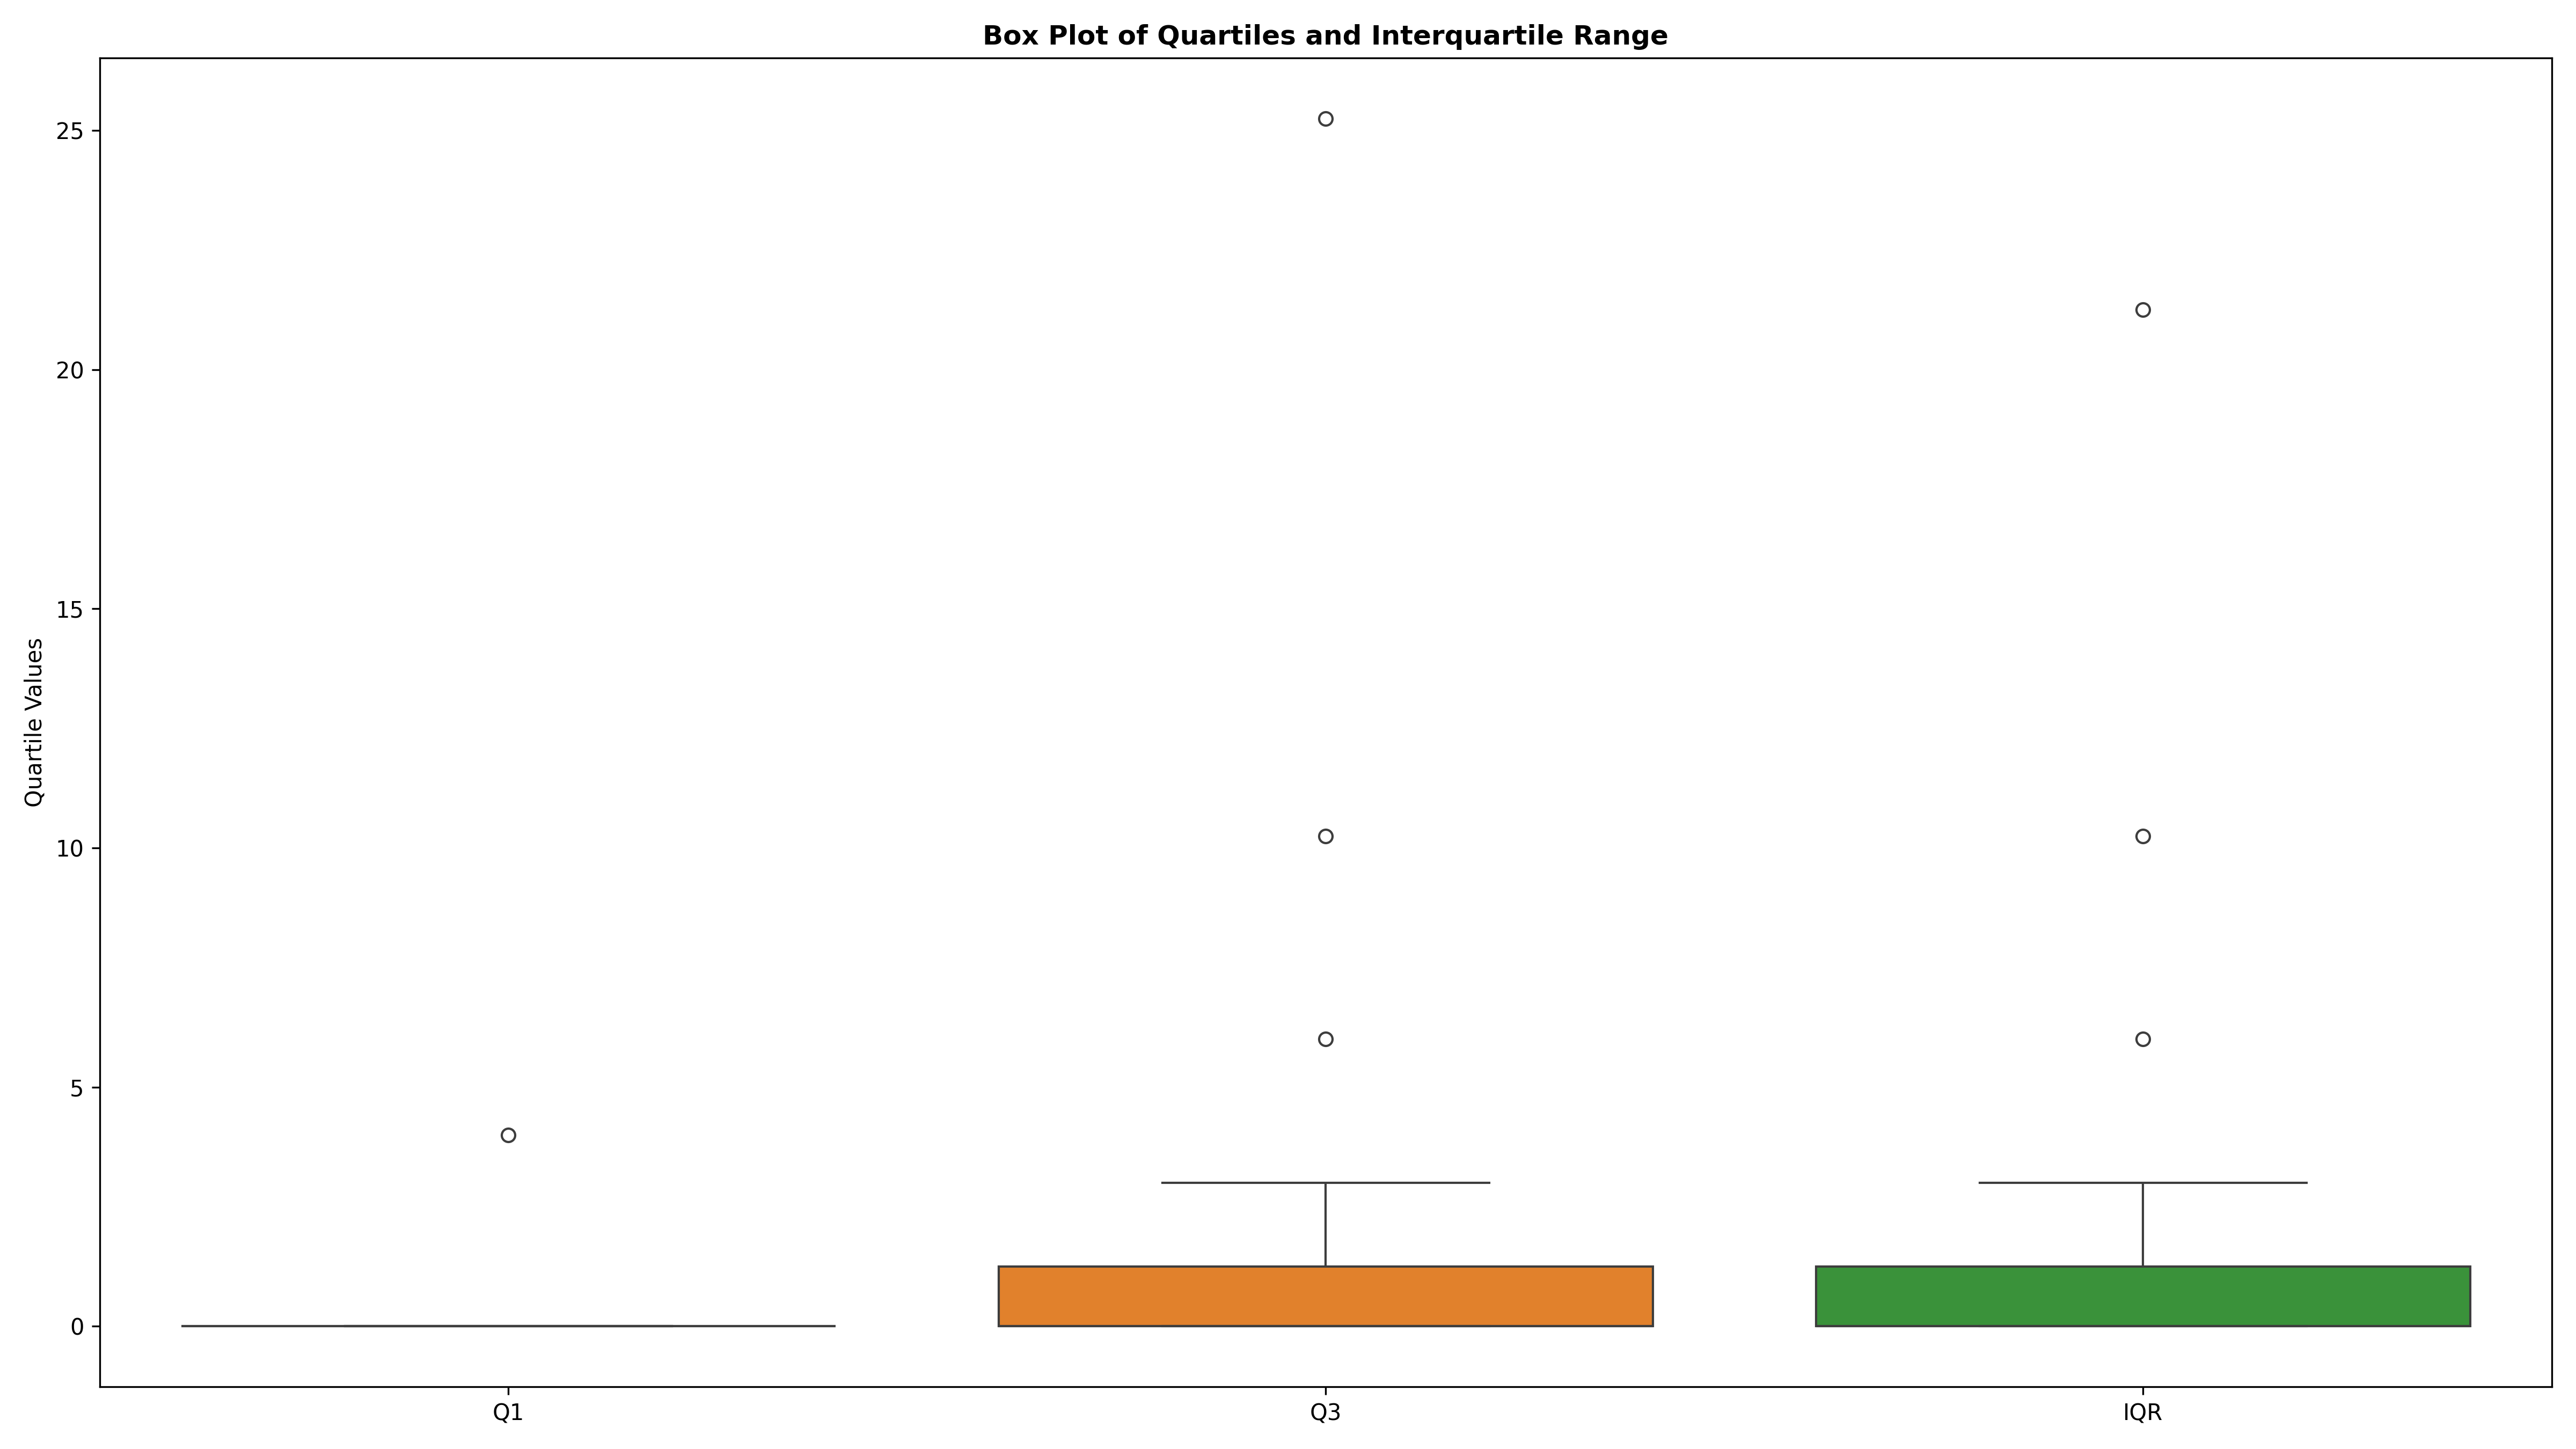 Box Plot of Quartiles and Interquartile Range
Quartile Values
25
20
15
10
5
0
Q1 Q3 IQR